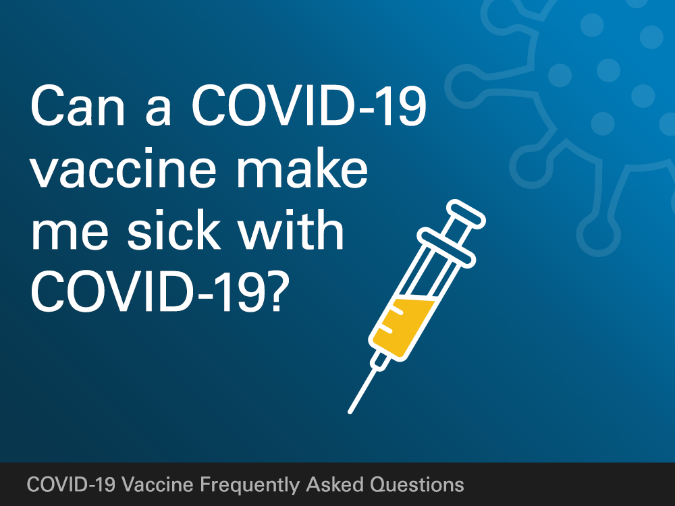 Can a COVID-19
vaccine make
me sick with
COVID-19?
COVID-19 Vaccine Frequently Asked Questions